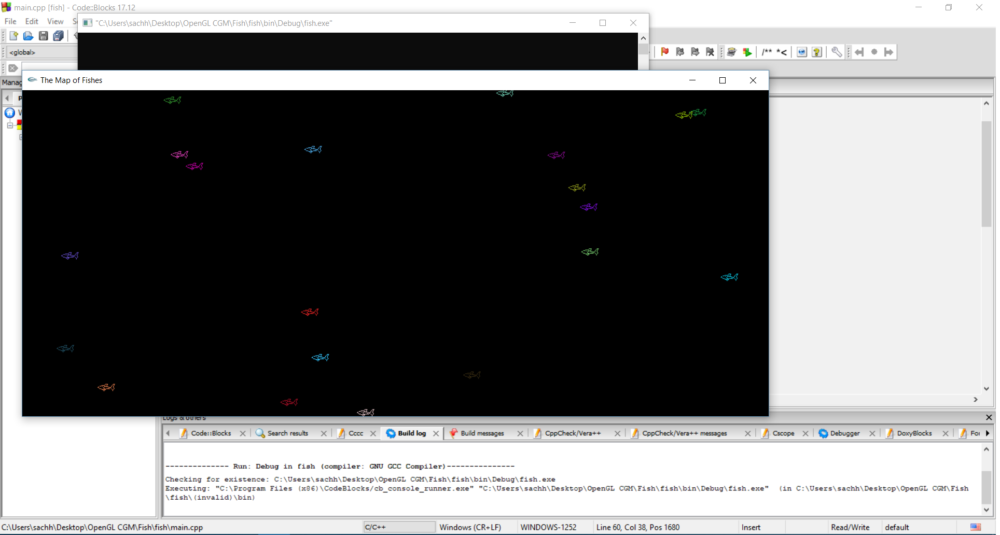 main.cpp [fish] - Code::Blocks 17.12
File Edit View
"C:\Users\sachh\Desktop\OpenGL CGM\Fish\fish\bin\Debug\fish.exe"
<global>
/** *<
The Map of Fishes
Manag
P
W
Logs & others
Code::Blocks Search results Cccc Build log Build messages CppCheck/Vera++ CppCheck/Vera++ messages Cscope Debugger DoxyBlocks For
-------------- Run: Debug in fish (compiler: GNU GCC Compiler)---------------
Checking for existence: C:\Users\sachh\Desktop\OpenGL CGM\Fish\fish\bin\Debug\fish.exe
Executing: "C:\Program Files (x86)\CodeBlocks/cb_console_runner.exe" "C:\Users\sachh\Desktop\OpenGL CGM\Fish\fish\bin\Debug\fish.exe"  (in C:\Users\sachh\Desktop\OpenGL CGM\Fish
\fish\(invalid)\bin)
C:\Users\sachh\Desktop\OpenGL CGM\Fish\fish\main.cpp C/C++ Windows (CR+LF) WINDOWS-1252 Line 60, Col 38, Pos 1680 Insert Read/Write default